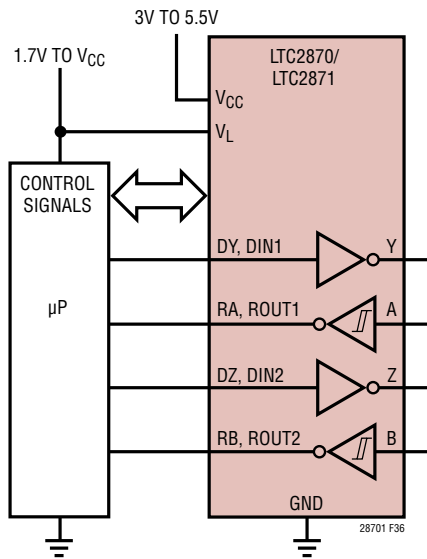 3V TO 5.5V
1.7V TO VCC
LTC2870/
LTC2871
VCC
VL
CONTROL
SIGNALS
µP
DY, DIN1
Y
RA, ROUT1
A
DZ, DIN2
Z
RB, ROUT2
B
GND
28701 F36